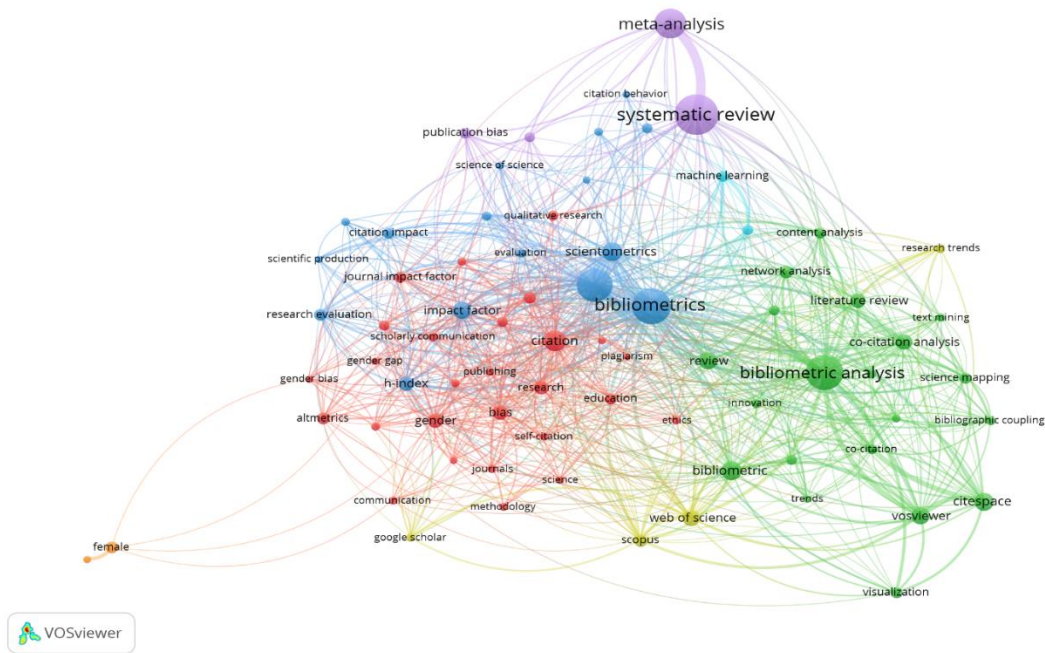 meta-analysis
citation behavior
systematic review
publication bias
science of science
machine learning
qualitative research
citation impact
content analysis
scientific production
evaluation
scientometrics
research trends
journal impact factor
network analysis
research evaluation
impact factor
bibliometrics
literature review
text mining
scholarly communication
citation
co-citation analysis
gender gap
publishing
plagiarism
review
bibliometric analysis
gender bias
h-index
research
science mapping
education
innovation
altmetrics
gender
bias
ethics
bibliographic coupling
self-citation
co-citation
journals
science
bibliometric
communication
methodology
trends
citespace
web of science
vosviewer
google scholar
scopus
female
visualization
VOSviewer